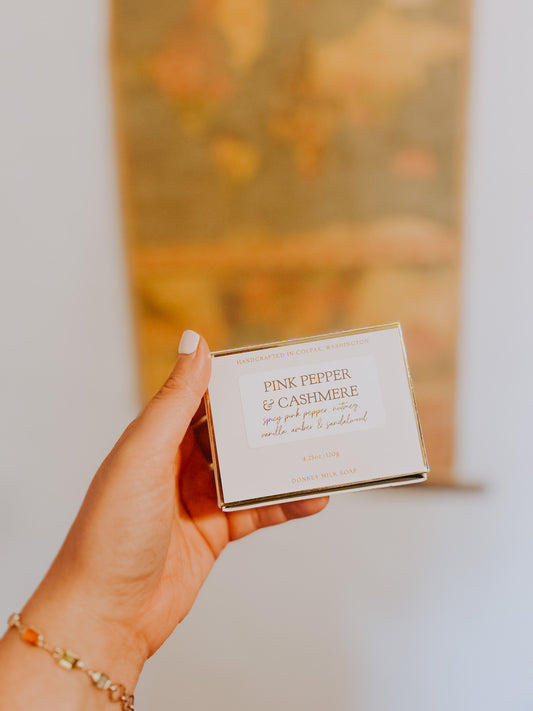 HANDCRAFTED IN COLFAX, WASHINGTON
PINK PEPPER
& CASHMERE
spicy pink pepper, nutmeg,
vanilla, amber & sandalwood
4.25oz /120g
DONKEY MILK SOAP